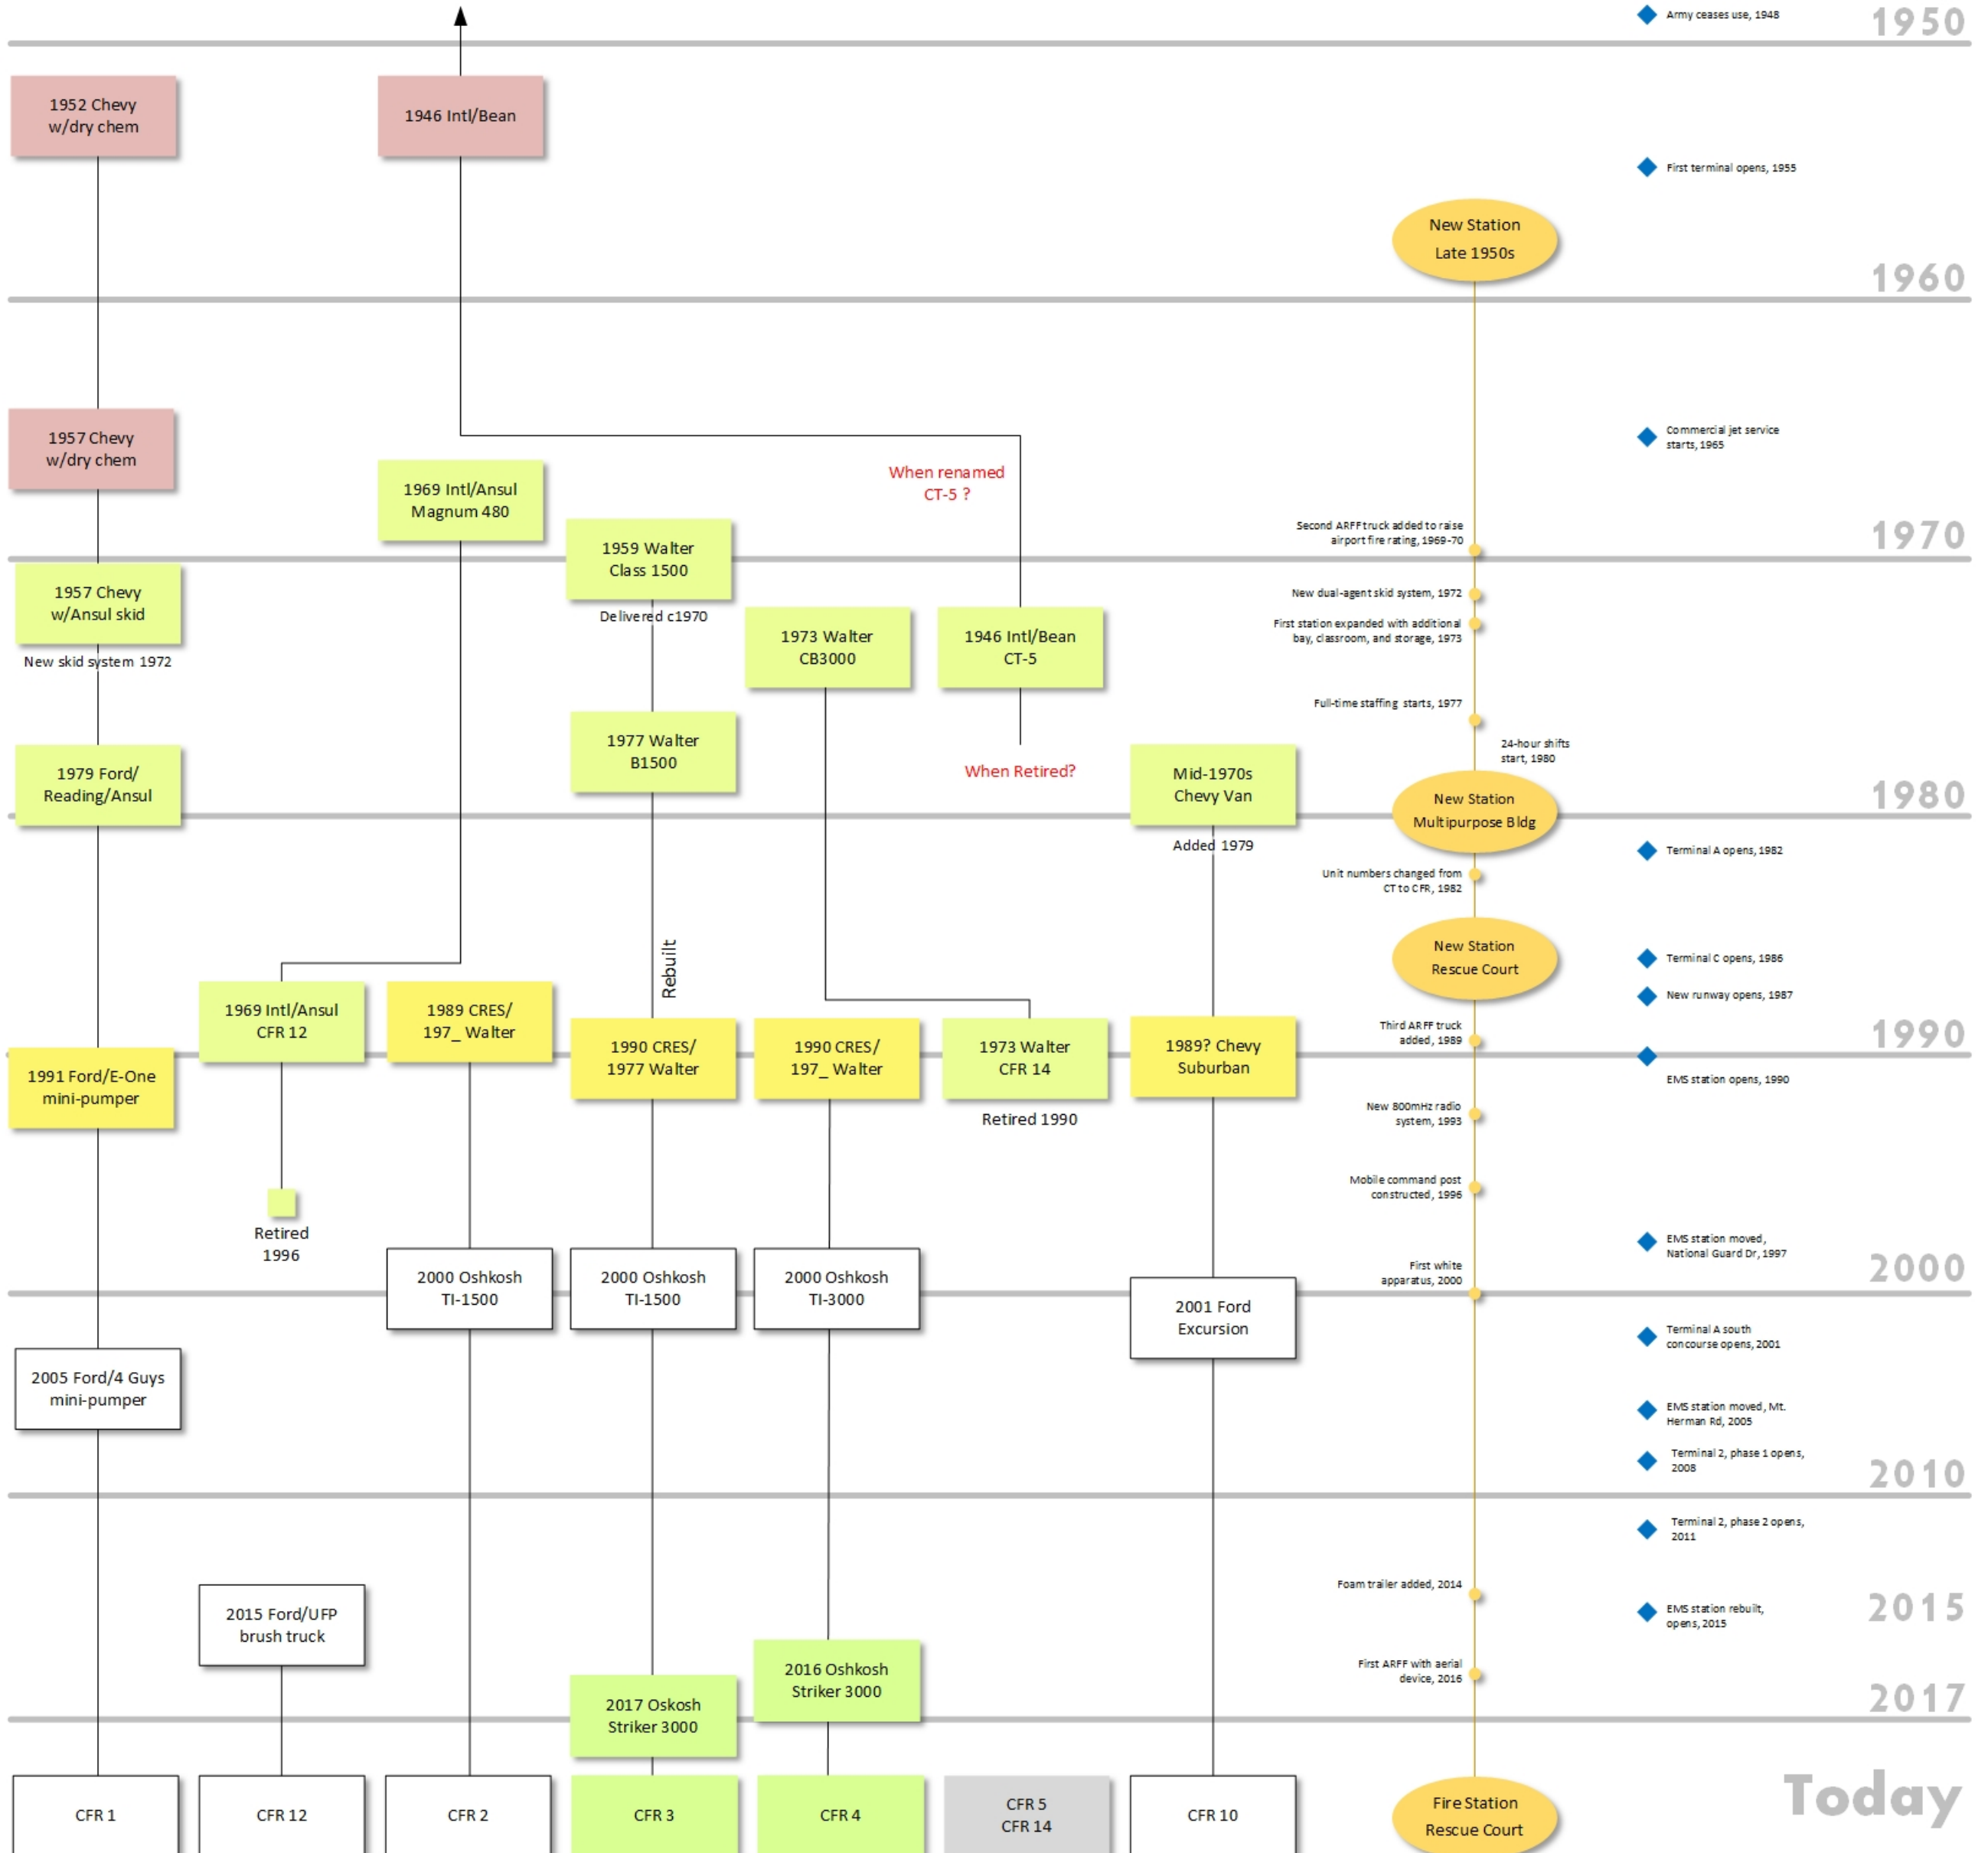 Army ceases use, 1948
1950
1952 Chevy
w/dry chem
1946 Intl/Bean
First terminal opens, 1955
New Station
Late 1950s
1960
1957 Chevy
w/dry chem
Commercial jet service
starts, 1965
1969 Intl/Ansul
Magnum 480
When renamed
CT-5 ?
Second ARFF truck added to raise
airport fire rating, 1969-70
1970
1959 Walter
Class 1500
Delivered c1970
1957 Chevy
w/Ansul skid
New skid system 1972
New dual-agent skid system, 1972
First station expanded with additional
bay, classroom, and storage, 1973
1973 Walter
CB3000
1946 Intl/Bean
CT-5
Full-time staffing starts, 1977
1977 Walter
B1500
24-hour shifts
start, 1980
1979 Ford/
Reading/Ansul
When Retired?
Mid-1970s
Chevy Van
Added 1979
New Station
Multipurpose Bldg
1980
Terminal A opens, 1982
Unit numbers changed from
CT to CFR, 1982
Rebuilt
New Station
Rescue Court
Terminal C opens, 1986
New runway opens, 1987
1969 Intl/Ansul
CFR 12
1989 CRES/
197_ Walter
Third ARFF truck
added, 1989
1990
1990 CRES/
1977 Walter
1990 CRES/
197_ Walter
1973 Walter
CFR 14
Retired 1990
1989? Chevy
Suburban
1991 Ford/E-One
mini-pumper
EMS station opens, 1990
New 800mHz radio
system, 1993
Mobile command post
constructed, 1996
Retired
1996
EMS station moved,
National Guard Dr, 1997
First white
apparatus, 2000
2000
2000 Oshkosh
TI-1500
2000 Oshkosh
TI-1500
2000 Oshkosh
TI-3000
2001 Ford
Excursion
Terminal A south
concourse opens, 2001
2005 Ford/4 Guys
mini-pumper
EMS station moved, Mt.
Herman Rd, 2005
Terminal 2, phase 1 opens,
2008
2010
Terminal 2, phase 2 opens,
2011
Foam trailer added, 2014
2015 Ford/UFP
brush truck
EMS station rebuilt,
opens, 2015
2015
First ARFF with aerial
device, 2016
2016 Oshkosh
Striker 3000
2017 Oskosh
Striker 3000
2017
CFR 1
CFR 12
CFR 2
CFR 3
CFR 4
CFR 5
CFR 14
CFR 10
Fire Station
Rescue Court
Today